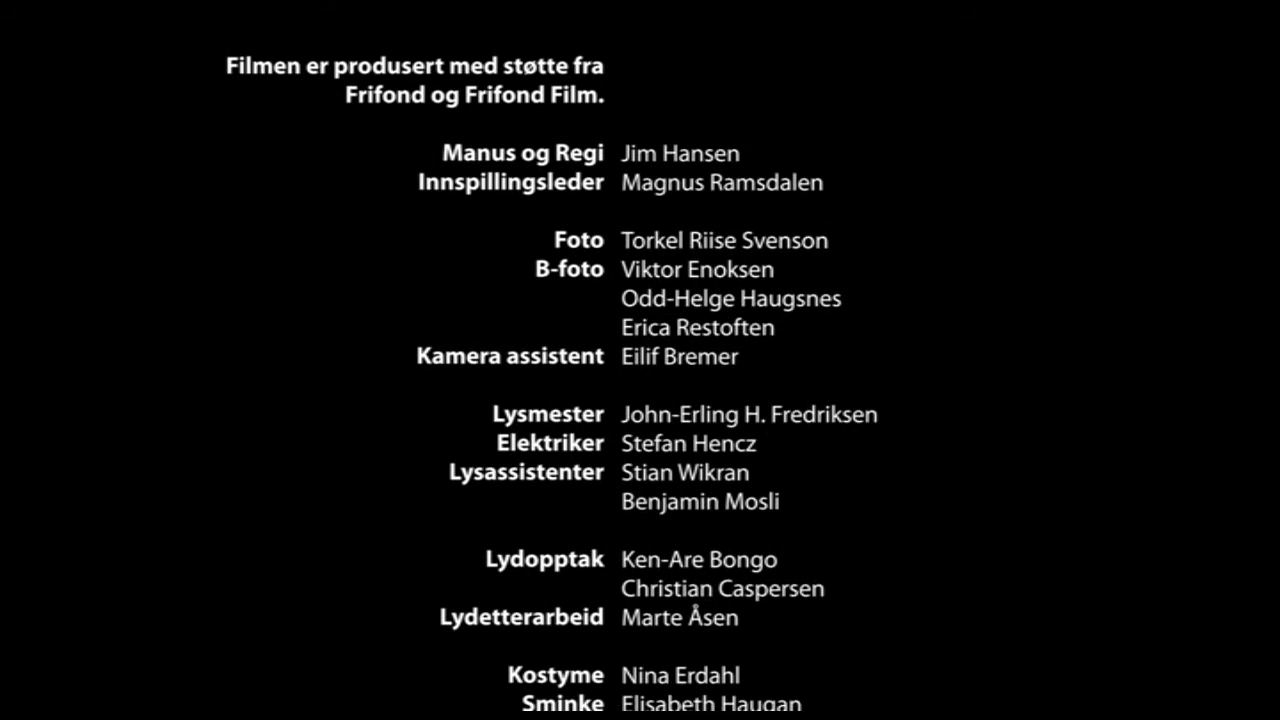 Filmen er produsert med støtte fra
Frifond og Frifond Film.
Manus og Regi Jim Hansen
Innspillingsleder Magnus Ramsdalen
Foto Torkel Riise Svenson
B-foto Viktor Enoksen
Odd-Helge Haugsnes
Erica Restoften
Kamera assistent Eilif Bremer
Lysmester John-Erling H. Fredriksen
Elektriker Stefan Hencz
Lysassistenter Stian Wikran
Benjamin Mosli
Lydopptak Ken-Are Bongo
Christian Caspersen
Lydetterarbeid Marte Åsen
Kostyme Nina Erdahl
Sminke Elisabeth Haugan